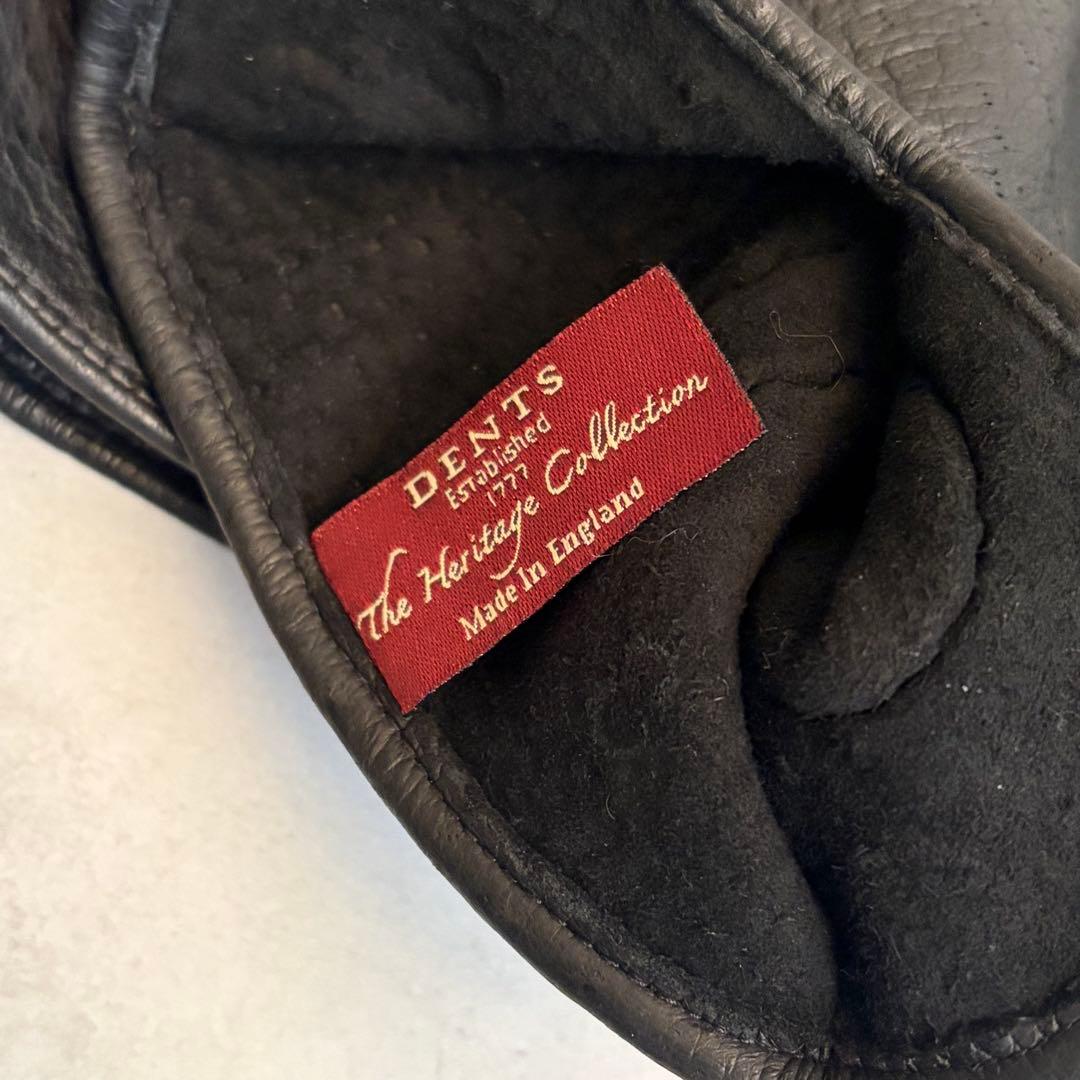 DENTS
Established
1777
The Heritage Collection
Made In England